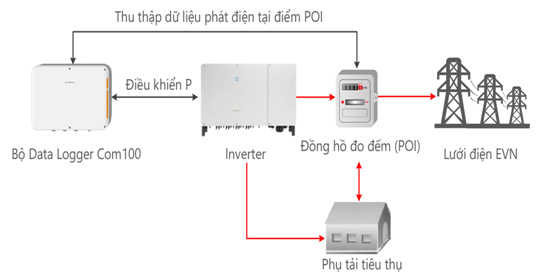 Thu thập dữ liệu phát điện tại điểm POI
Điều khiển P
Bộ Data Logger Com100
Inverter
Đồng hồ đo đếm (POI)
Lưới điện EVN
Phụ tải tiêu thụ